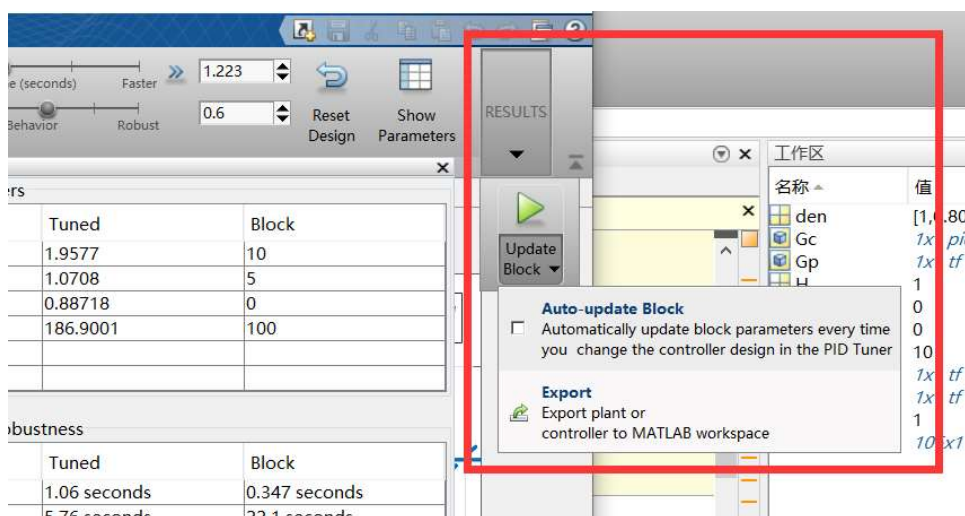 e (seconds)
Faster
1.223
Behavior
Robust
0.6
Reset
Design
Show
Parameters
RESULTS
Update
Block
工作区
名称
值
den
Gc
Gp
H
1
0
0
10
1
Tuned
Block
1.9577
10
1.0708
5
0.88718
0
186.9001
100
Auto-update Block
Automatically update block parameters every time
you change the controller design in the PID Tuner
Export
Export plant or
controller to MATLAB workspace
obustness
Tuned
Block
1.06 seconds
0.347 seconds
5.76 seconds